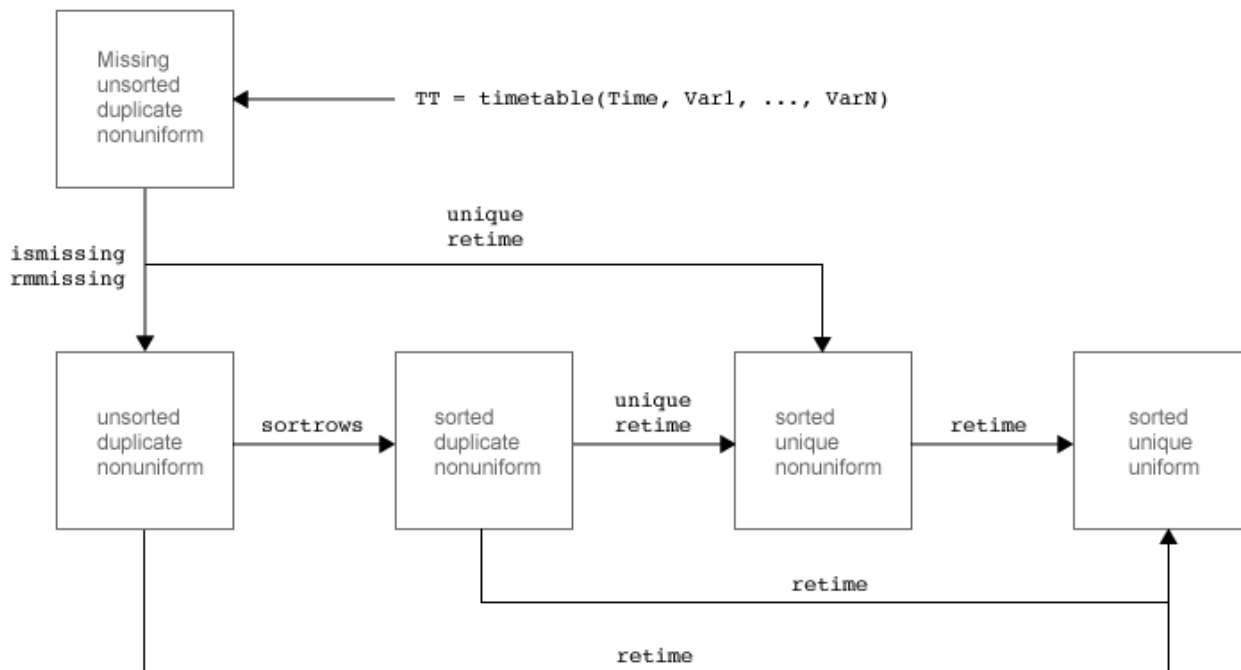 Missing
unsorted
duplicate
nonuniform
TT = timetable(Time, Var1, ..., VarN)
unique
retime
ismissing
rmmissing
unsorted
duplicate
nonuniform
sortrows
sorted
duplicate
nonuniform
unique
retime
sorted
unique
nonuniform
retime
sorted
unique
uniform
retime
retime